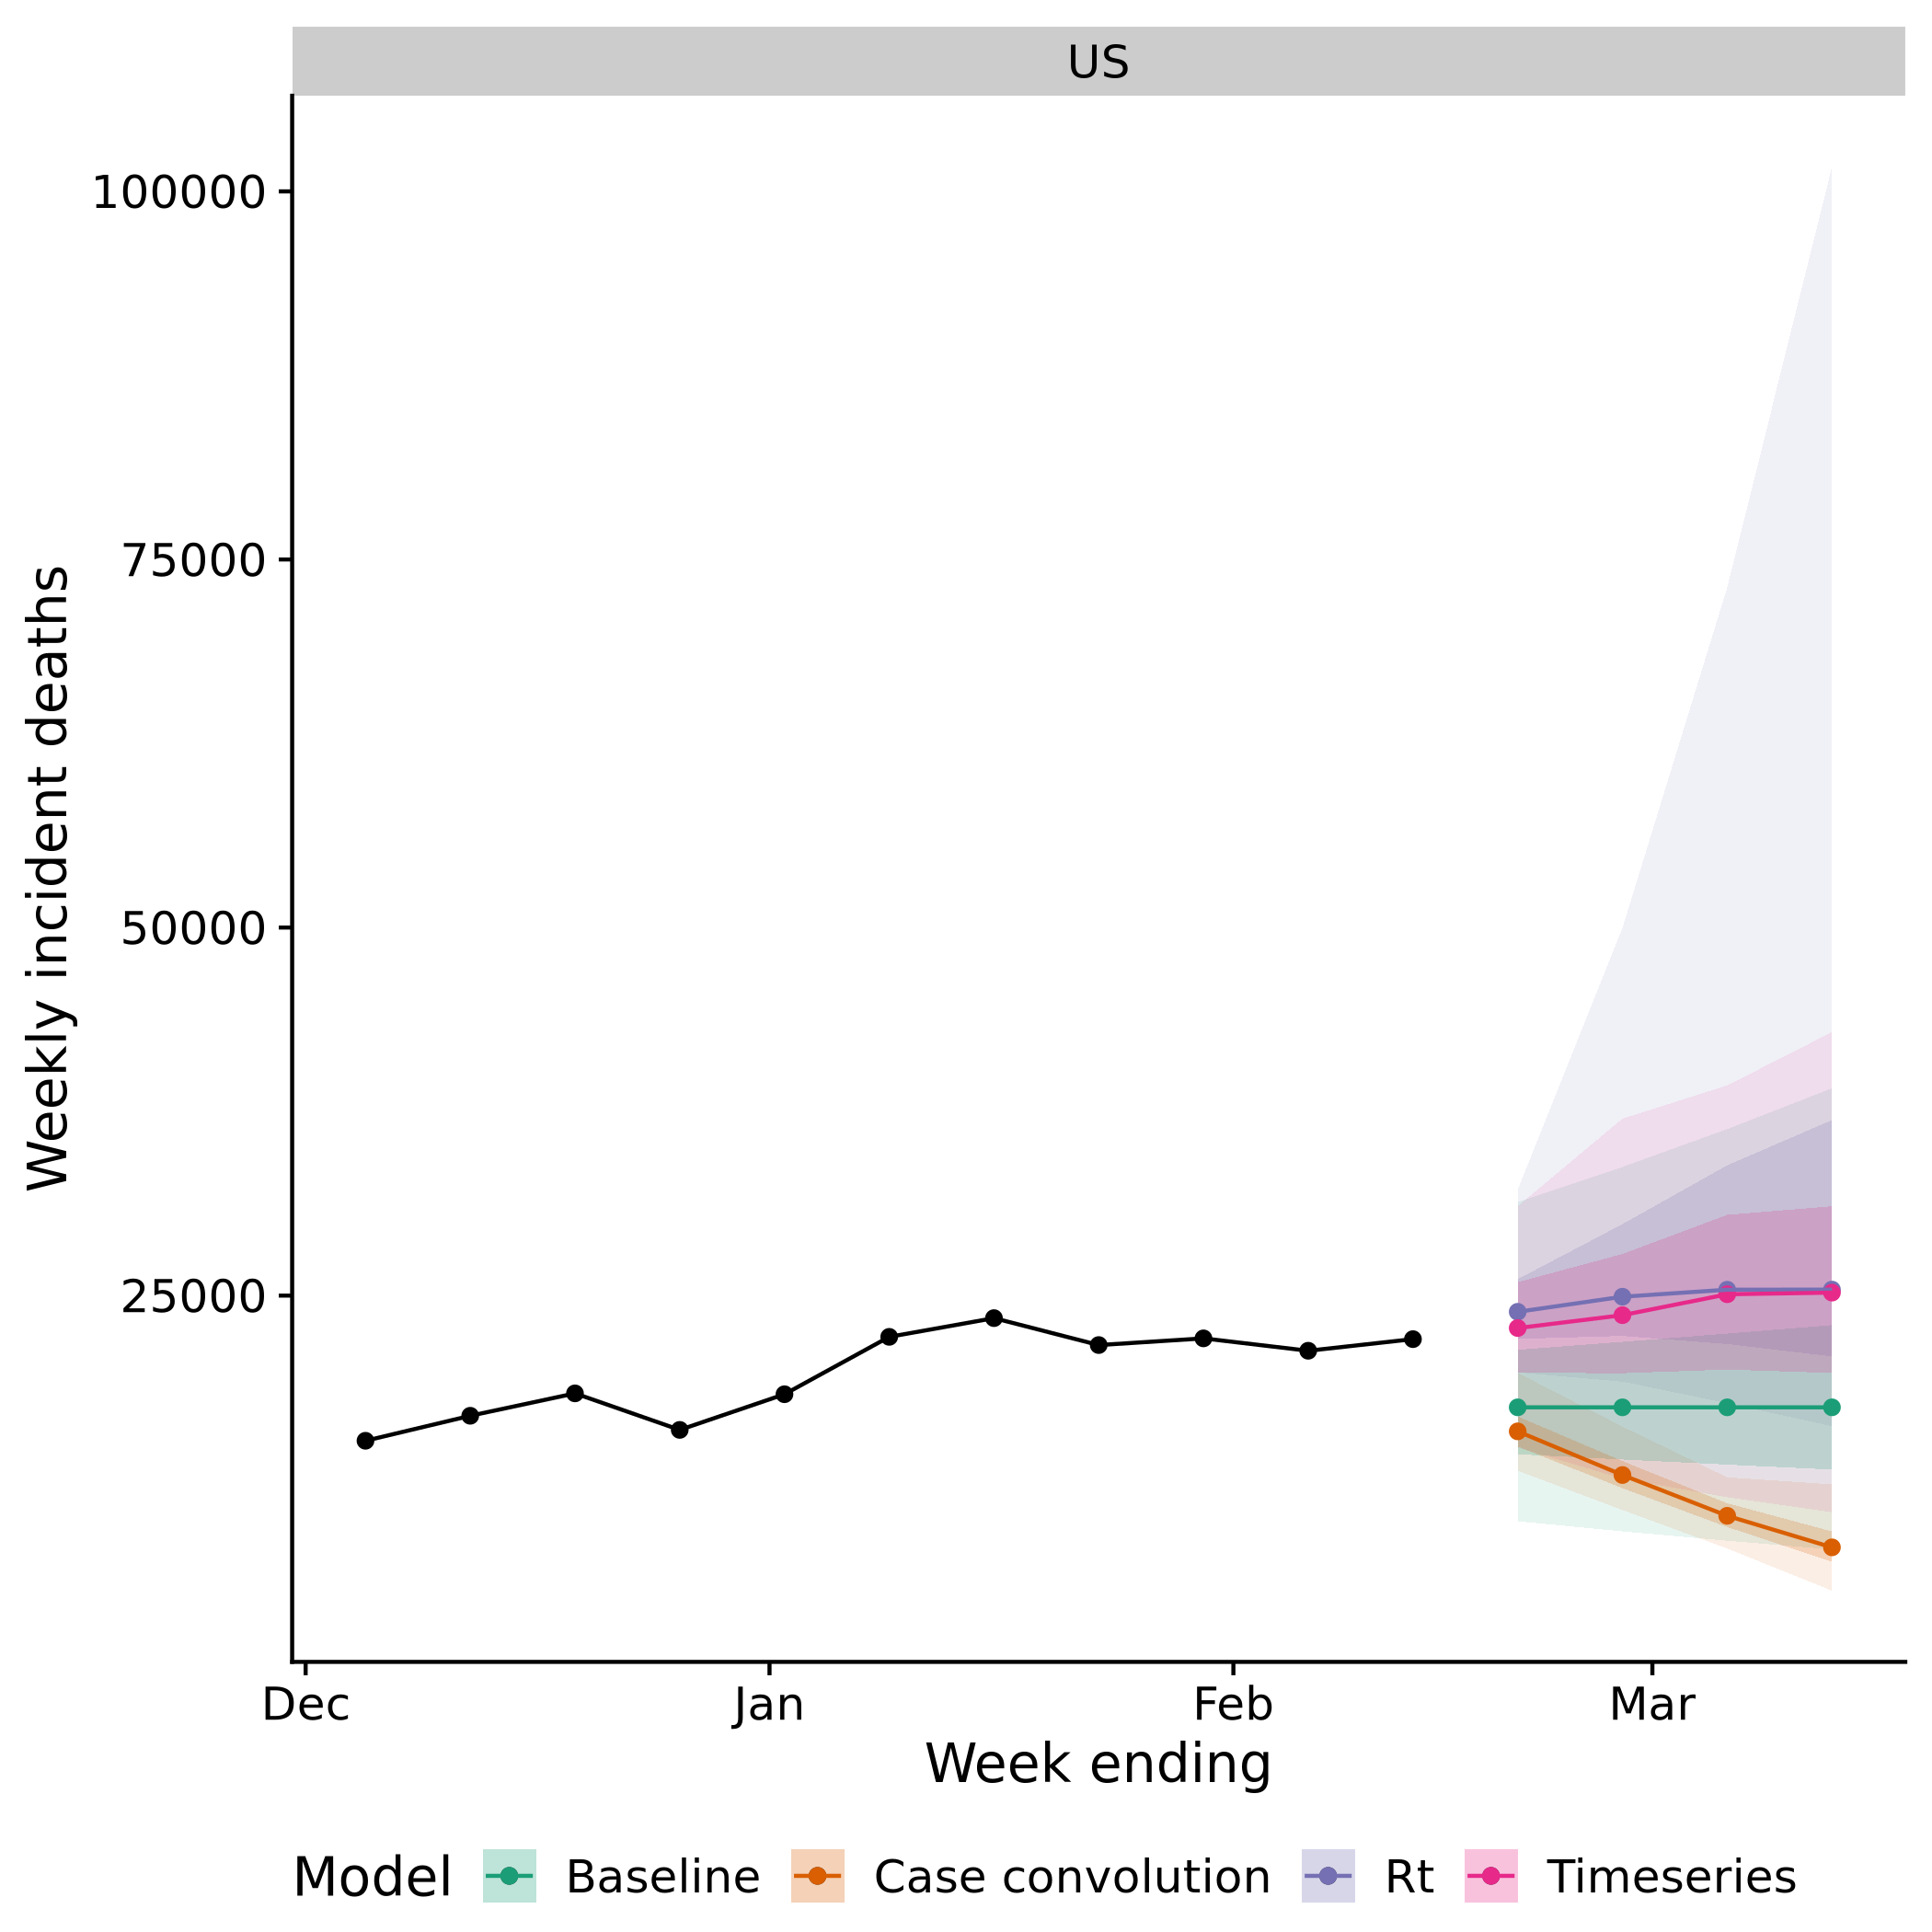 US
100000
75000
50000
25000
Weekly incident deaths
Dec Jan Feb Mar
Week ending
Model Baseline Case convolution Rt Timeseries